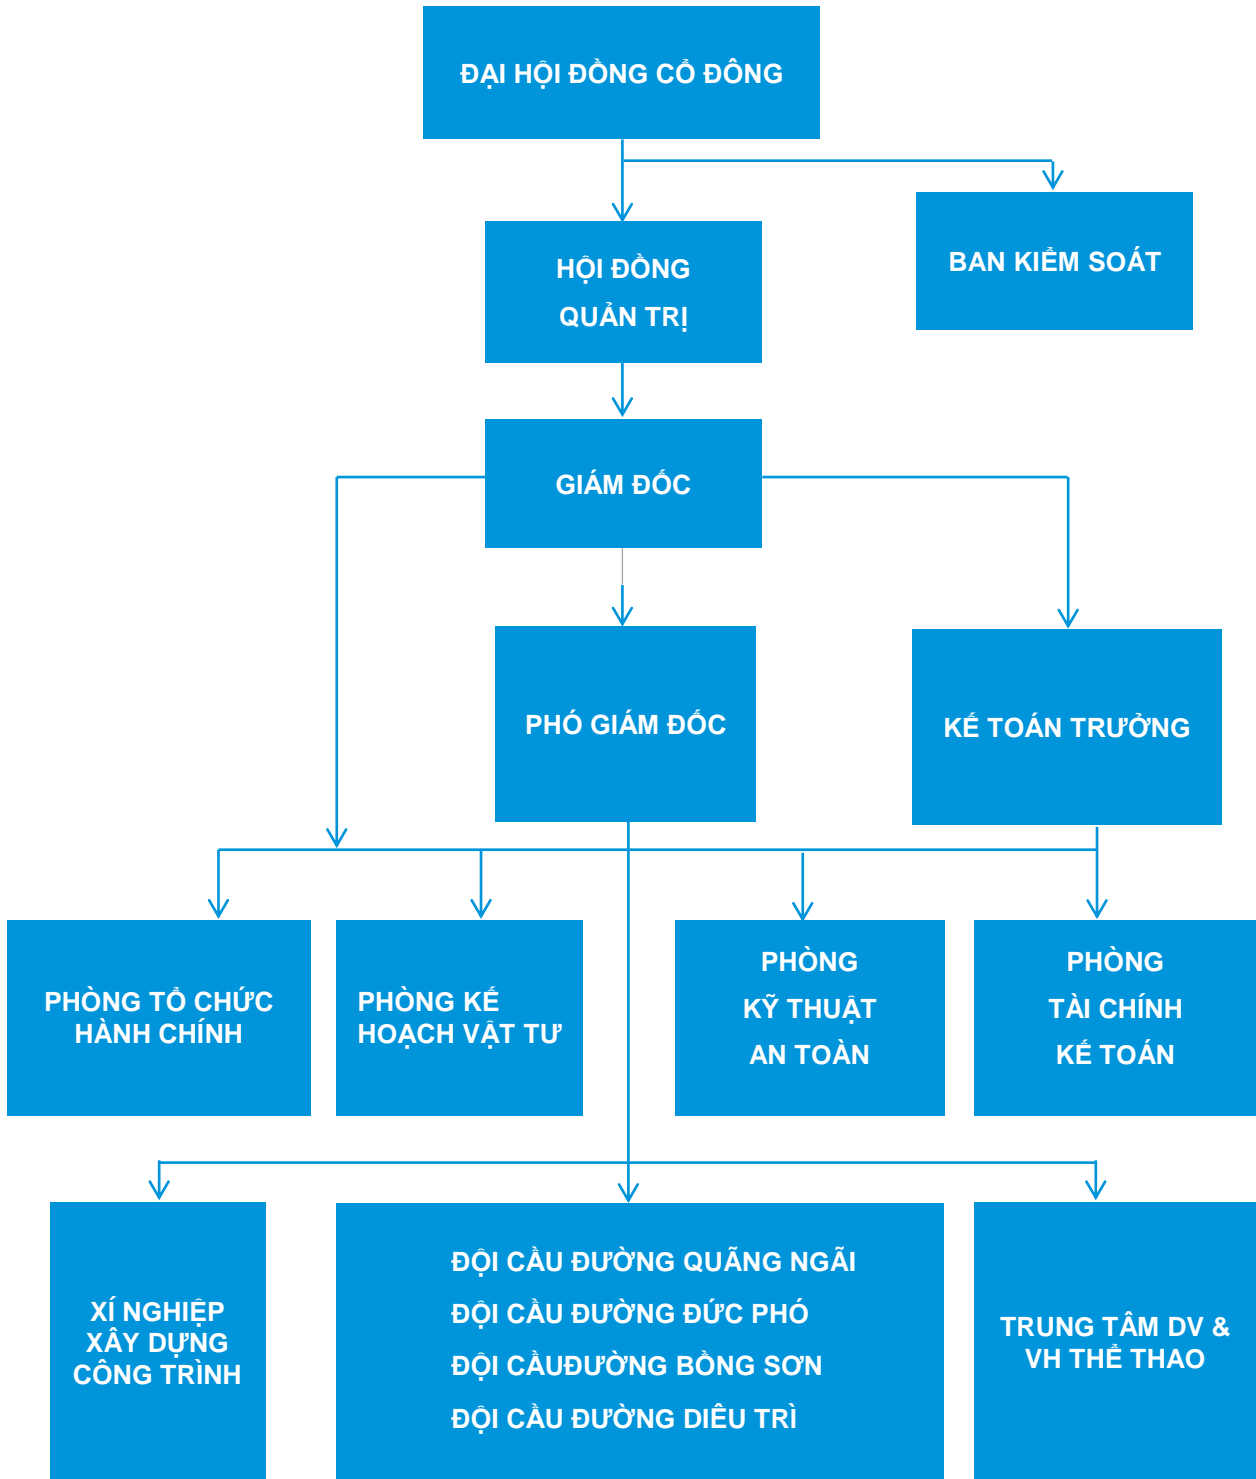 ĐẠI HỘI ĐỒNG CỔ ĐÔNG
BAN KIỂM SOÁT
HỘI ĐỒNG
QUẢN TRỊ
GIÁM ĐỐC
PHÓ GIÁM ĐỐC
KẾ TOÁN TRƯỞNG
PHÒNG TỔ CHỨC
HÀNH CHÍNH
PHÒNG KẾ
HOẠCH VẬT TƯ
PHÒNG
KỸ THUẬT
AN TOÀN
PHÒNG
TÀI CHÍNH
KẾ TOÁN
XÍ NGHIỆP
XÂY DỰNG
CÔNG TRÌNH
ĐỘI CẦU ĐƯỜNG QUÃNG NGÃI
ĐỘI CẦU ĐƯỜNG ĐỨC PHÓ
ĐỘI CẦUĐƯỜNG BỒNG SƠN
ĐỘI CẦU ĐƯỜNG DIÊU TRÌ
TRUNG TÂM DV &
VH THỂ THAO